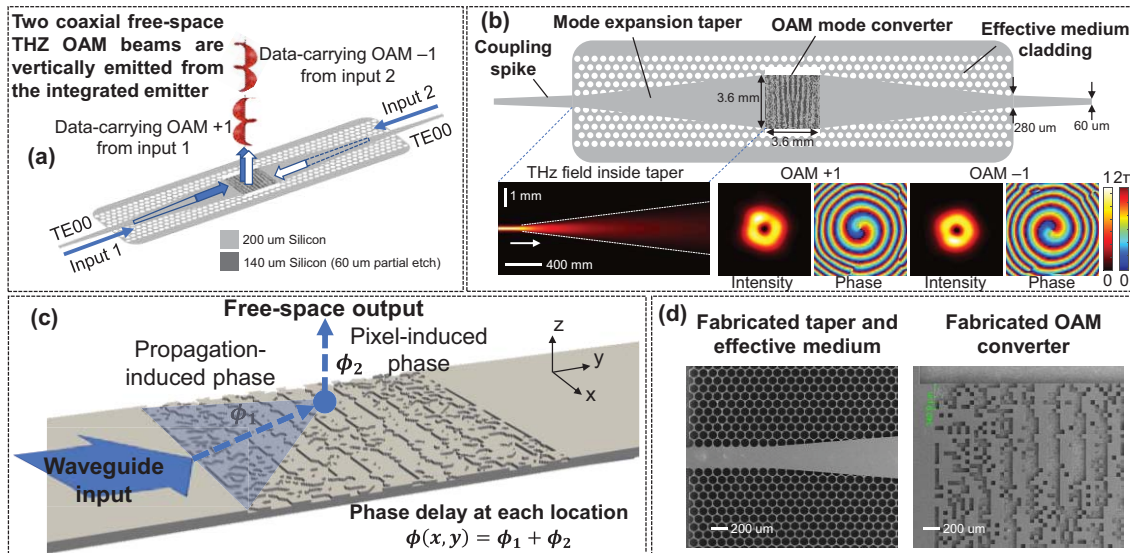 Two coaxial free-space
THZ OAM beams are
vertically emitted from
the integrated emitter
Data-carrying OAM –1
from input 2
Data-carrying OAM +1
from input 1
Input 2
TE00
(a)
TE00
Input 1
200 um Silicon
140 um Silicon (60 um partial etch)
(b)
Mode expansion taper
OAM mode converter
Effective medium
cladding
Coupling
spike
3.6 mm
3.6 mm
280 um
60 um
THz field inside taper
OAM +1
OAM –1
1 2π
1 mm
400 mm
0 0
Intensity
Phase
Intensity
Phase
(c)
Free-space output
Propagation-
induced phase
Pixel-induced
phase
ϕ2
ϕ1
z
y
x
Waveguide
input
Phase delay at each location
ϕ(x, y) = ϕ1 + ϕ2
(d)
Fabricated taper and
effective medium
Fabricated OAM
converter
200 um
200 um